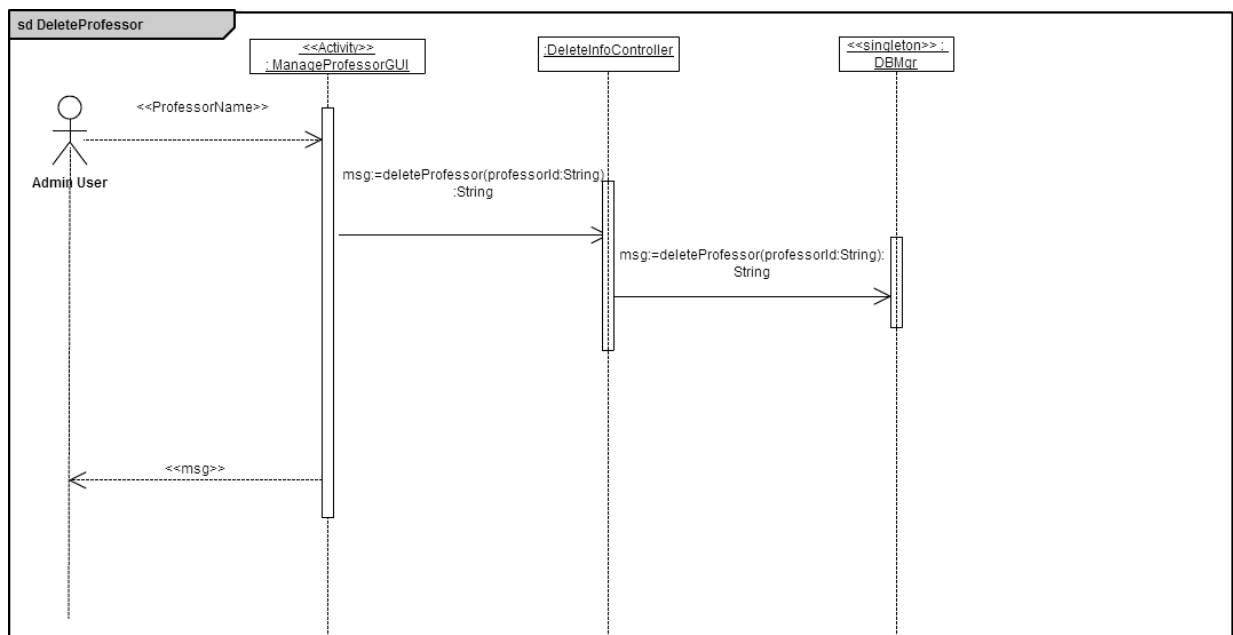 sd DeleteProfessor
<<Activity>>
: ManageProfessorGUI
:DeleteInfoController
<<singleton>> :
DBMgr
<<ProfessorName>>
Admin User
msg:=deleteProfessor(professorId:String)
:String
msg:=deleteProfessor(professorId:String):
String
<<msg>>